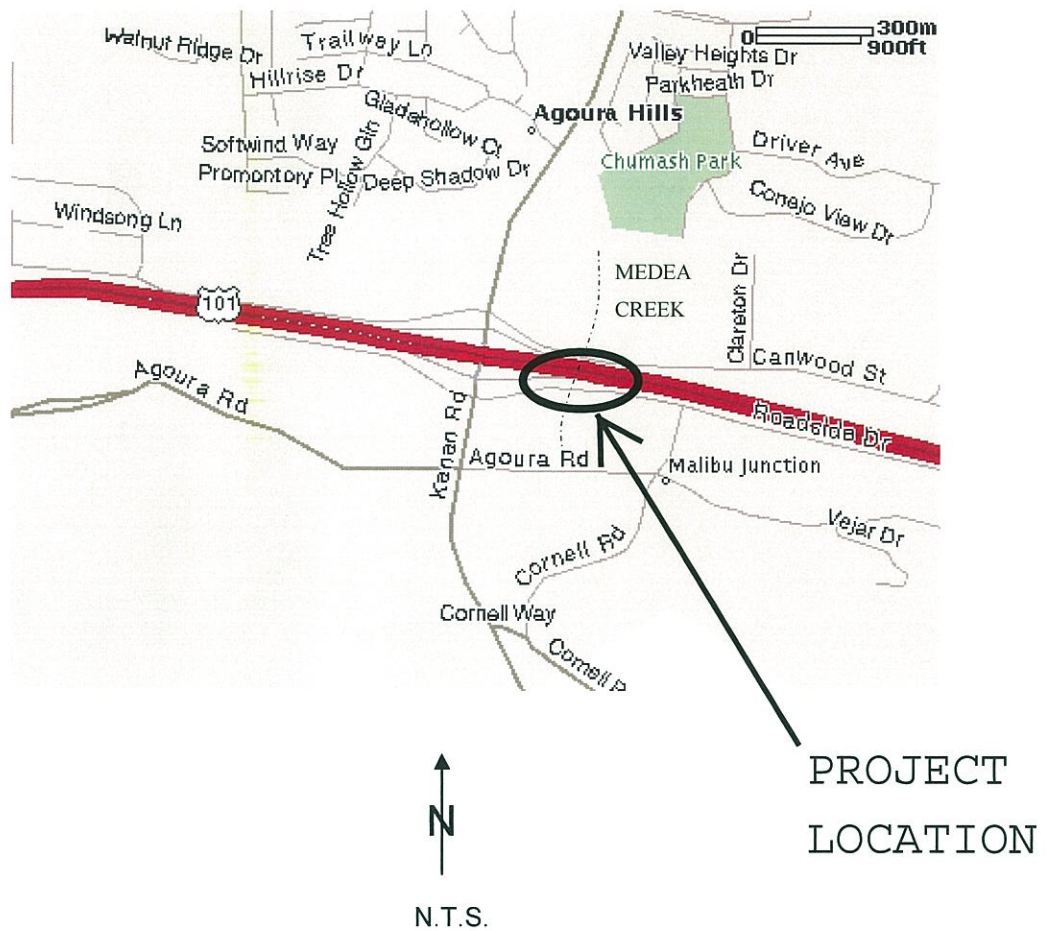 Walnut Ridge Dr
Trailway Ln
0 300m
900ft
Valley Heights Dr
Hillrise Dr
Parkheath Dr
Gladehollow Ct
Agoura Hills
Softwind Way
Driver Ave
Chumash Park
Promontory Pl
Deep Shadow Dr
Tree Hollow Gln
Conejo View Dr
Windsong Ln
MEDEA
CREEK
Clareton Dr
101
Canwood St
Agoura Rd
Kanan Rd
Roadside Dr
Agoura Rd
Malibu Junction
Vejar Dr
Cornell Rd
Cornell Way
Cornell R
PROJECT
LOCATION
N
N.T.S.